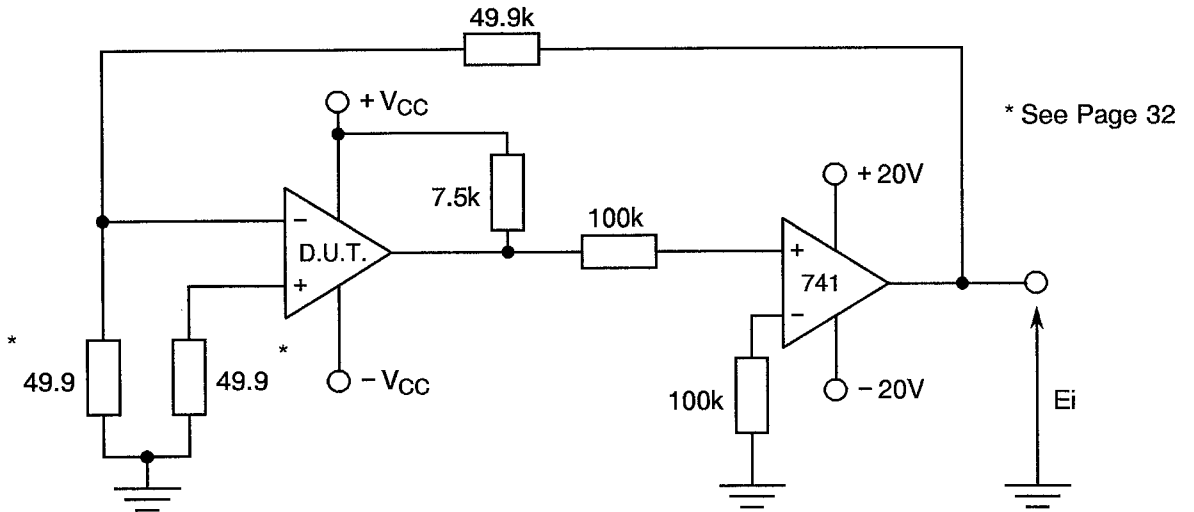 49.9k
+ VCC
* See Page 32
7.5k
+ 20V
100k
−
D.U.T.
+
+
741
−
*
49.9
*
49.9
− VCC
100k
− 20V
Ei